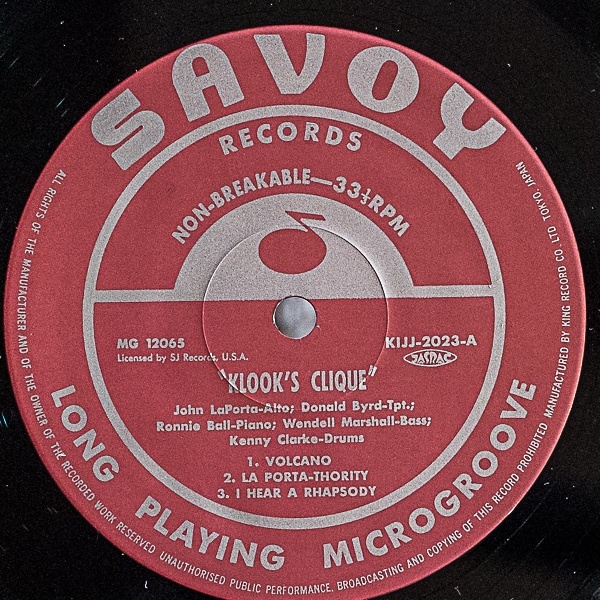 SAVOY
RECORDS
NON-BREAKABLE—33⅓RPM
MG 12065
Licensed by SJ Records, U.S.A.
KIJJ-2023-A
JASRAC
"KLOOK'S CLIQUE"
John LaPorta-Alto; Donald Byrd-Tpt.;
Ronnie Ball-Piano; Wendell Marshall-Bass;
Kenny Clarke-Drums
1. VOLCANO
2. LA PORTA-THORITY
3. I HEAR A RHAPSODY
LONG PLAYING MICROGROOVE
ALL RIGHTS OF THE MANUFACTURER AND OF THE OWNER OF THE RECORDED WORK RESERVED UNAUTHORISED PUBLIC PERFORMANCE, BROADCASTING AND COPYING OF THIS RECORD PROHIBITED MANUFACTURED BY KING RECORD CO. LTD TOKYO, JAPAN